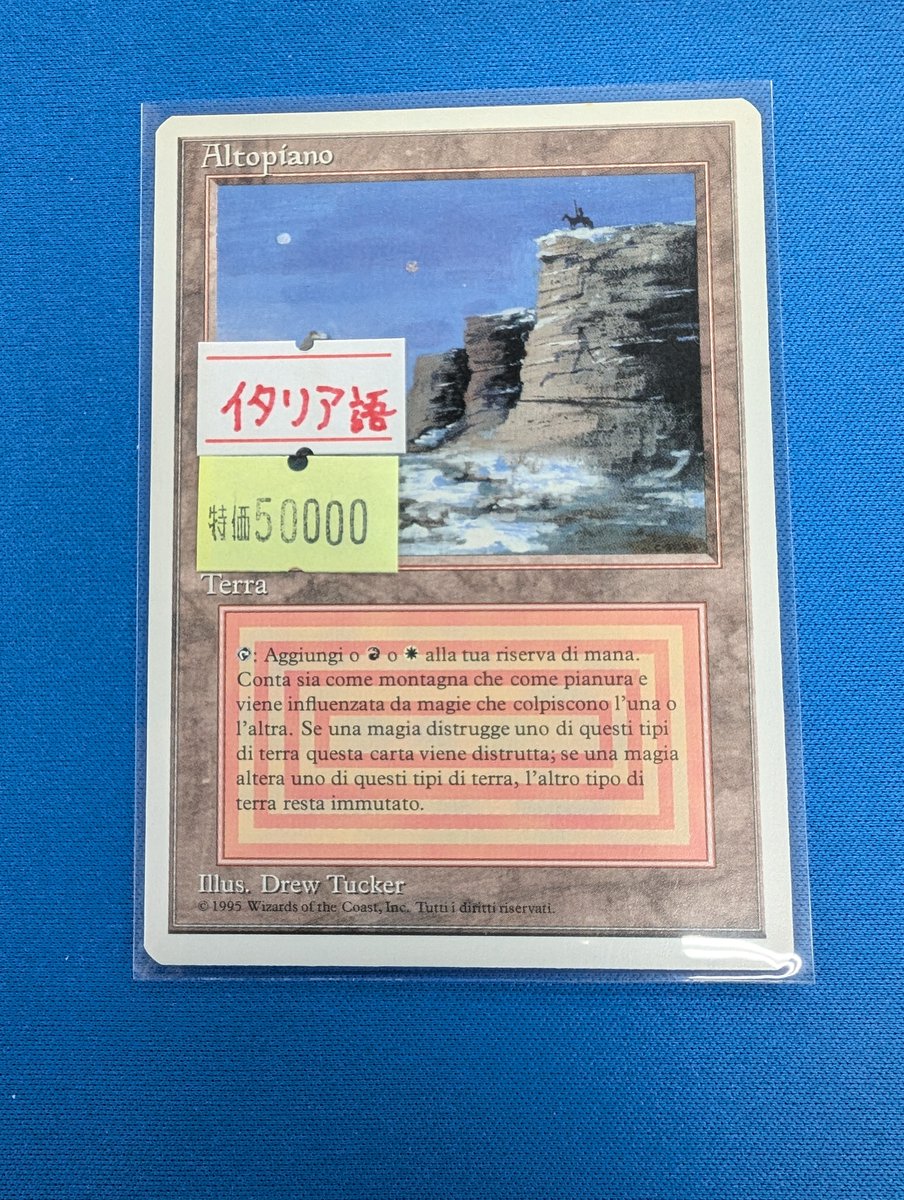 Altopiano
イタリア語
特価50000
Terra
: Aggiungi o o alla tua riserva di mana.
Conta sia come montagna che come pianura e
viene influenzata da magie che colpiscono l'una o
l'altra. Se una magia distrugge uno di questi tipi
di terra questa carta viene distrutta; se una magia
altera uno di questi tipi di terra, l'altro tipo di
terra resta immutato.
Illus. Drew Tucker
© 1995 Wizards of the Coast, Inc. Tutti i diritti riservati.